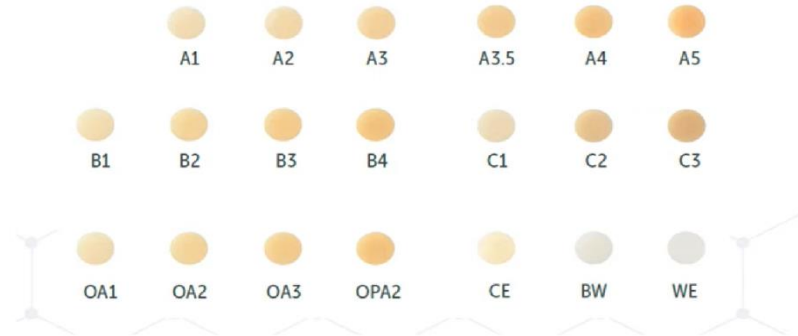 A1 A2 A3 A3.5 A4 A5
B1 B2 B3 B4 C1 C2 C3
OA1 OA2 OA3 OPA2 CE BW WE